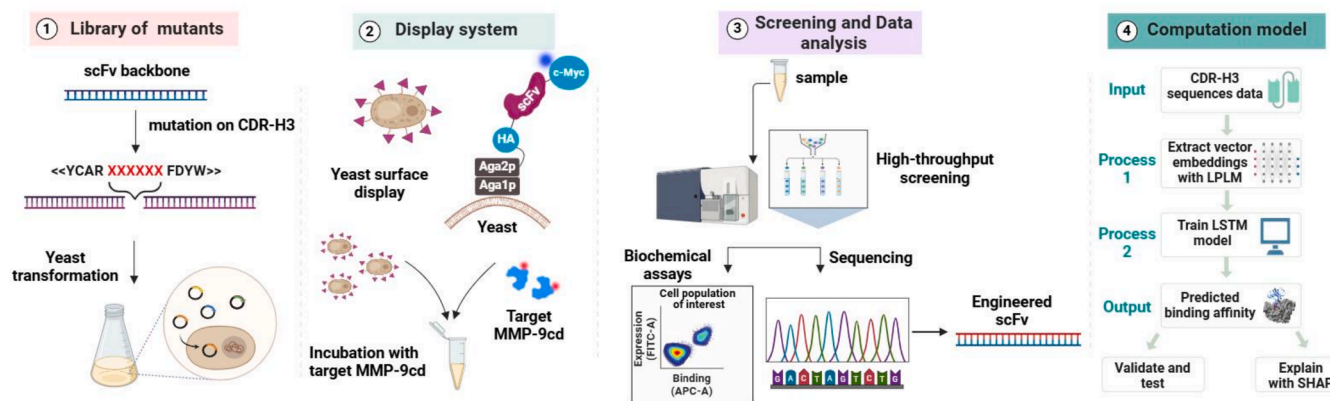 1 Library of mutants
scFv backbone
mutation on CDR-H3
<<YCAR XXXXXX FDYW>>
Yeast
transformation
2 Display system
c-Myc
scFv
HA
Aga2p
Aga1p
Yeast surface
display
Yeast
Target
MMP-9cd
Incubation with
target MMP-9cd
3 Screening and Data
analysis
sample
High-throughput
screening
Biochemical
assays
Sequencing
Cell population
of interest
Expression
(FITC-A)
Binding
(APC-A)
G A C T A G T C T G
Engineered
scFv
4 Computation model
Input
CDR-H3
sequences data
Process
1
Extract vector
embeddings
with LPLM
Process
2
Train LSTM
model
Output
Predicted
binding affinity
Validate and
test
Explain
with SHAP